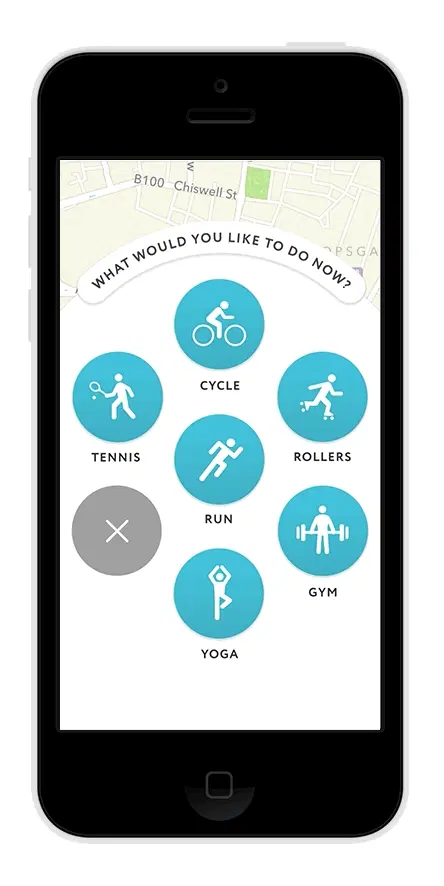 B100 Chiswell St
OPSGA
WHAT WOULD YOU LIKE TO DO NOW?
CYCLE
TENNIS
ROLLERS
RUN
GYM
YOGA